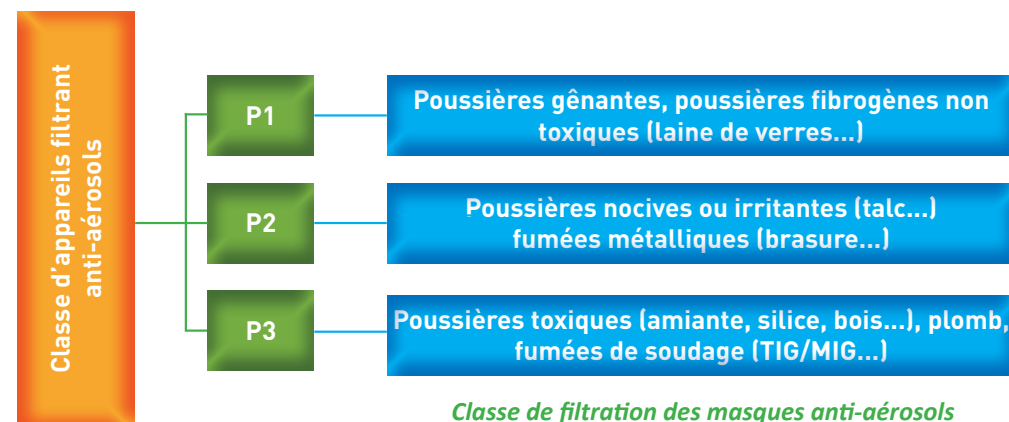 Classe d'appareils filtrant
anti-aérosols
P1
Poussières gênantes, poussières fibrogènes non
toxiques (laine de verres...)
P2
Poussières nocives ou irritantes (talc...)
fumées métalliques (brasure...)
P3
Poussières toxiques (amiante, silice, bois...), plomb,
fumées de soudage (TIG/MIG...)
Classe de filtration des masques anti-aérosols